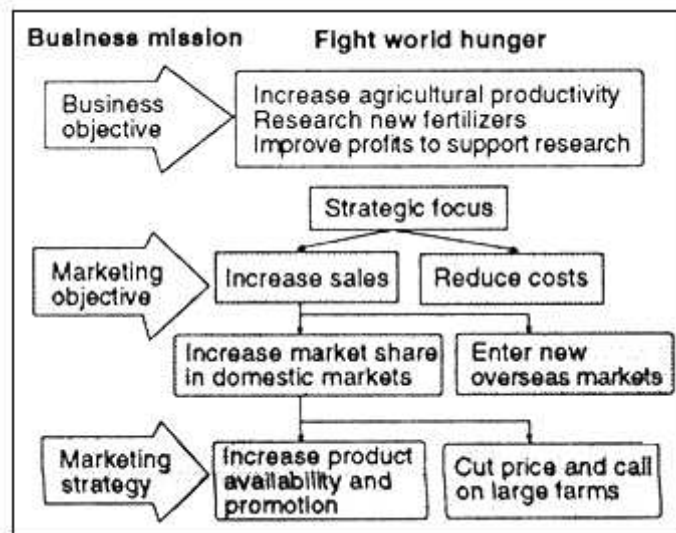 Business mission
Fight world hunger
Business
objective
Increase agricultural productivity
Research new fertilizers
Improve profits to support research
Strategic focus
Marketing
objective
Increase sales
Reduce costs
Increase market share
in domestic markets
Enter new
overseas markets
Marketing
strategy
Increase product
availability and
promotion
Cut price and call
on large farms